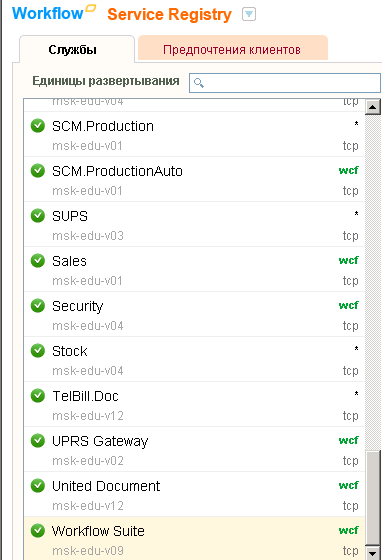 Workflow Service Registry
Службы Предпочтения клиентов
Единицы развертывания
msk-edu-v04 tcp
SCM.Production *
msk-edu-v01 tcp
SCM.ProductionAuto wcf
msk-edu-v01 tcp
SUPS *
msk-edu-v03 tcp
Sales wcf
msk-edu-v01 tcp
Security wcf
msk-edu-v04 tcp
Stock *
msk-edu-v04 tcp
TelBill.Doc *
msk-edu-v12 tcp
UPRS Gateway wcf
msk-edu-v02 tcp
United Document wcf
msk-edu-v12 tcp
Workflow Suite wcf
msk-edu-v09 tcp